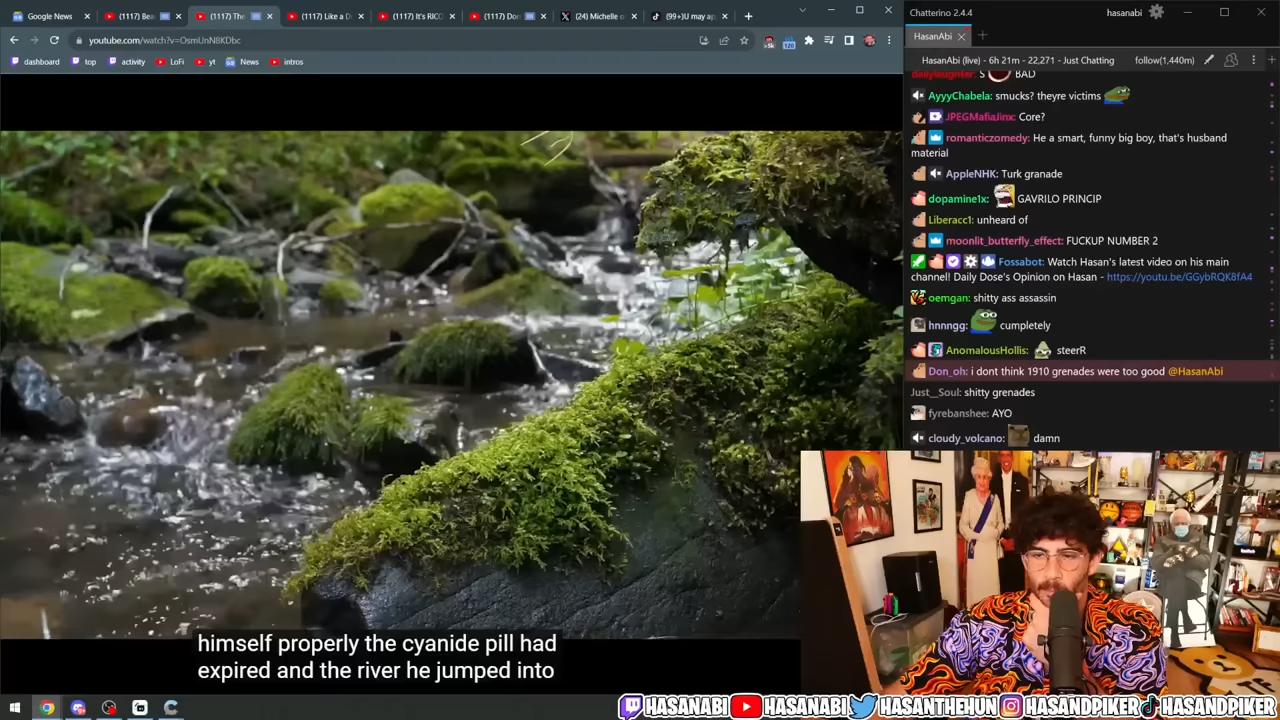 Google News
(1117) Bea
(1117) The
(1117) Like a D
(1117) It's RICO
(1117) Don
(24) Michelle o
(99+)U may ap
youtube.com/watch?v=OsmUnN8KDbc
>5k
120
dashboard
top
activity
LoFi
yt
News
intros
Chatterino 2.4.4
hasanabi
HasanAbi
HasanAbi (live) - 6h 21m - 22,271 - Just Chatting
follow(1,440m)
BAD
AyyyChabela: smucks? theyre victims
JPEGMafiaJinx: Core?
romanticzomedy: He a smart, funny big boy, that's husband
material
AppleNHK: Turk granade
dopamine1x: GAVRILO PRINCIP
Liberacc1: unheard of
moonlit_butterfly_effect: FUCKUP NUMBER 2
Fossabot: Watch Hasan's latest video on his main
channel! Daily Dose's Opinion on Hasan - https://youtu.be/GGybRQK8fA4
oemgan: shitty ass assassin
hnnngg: cumpletely
AnomalousHollis: steerR
Don_oh: i dont think 1910 grenades were too good @HasanAbi
Just__Soul: shitty grenades
fyrebanshee: AYO
cloudy_volcano: damn
himself properly the cyanide pill had
expired and the river he jumped into
HASANABI
HASANABI
HASANTHEHUN
HASANDPIKER
HASANDPIKER